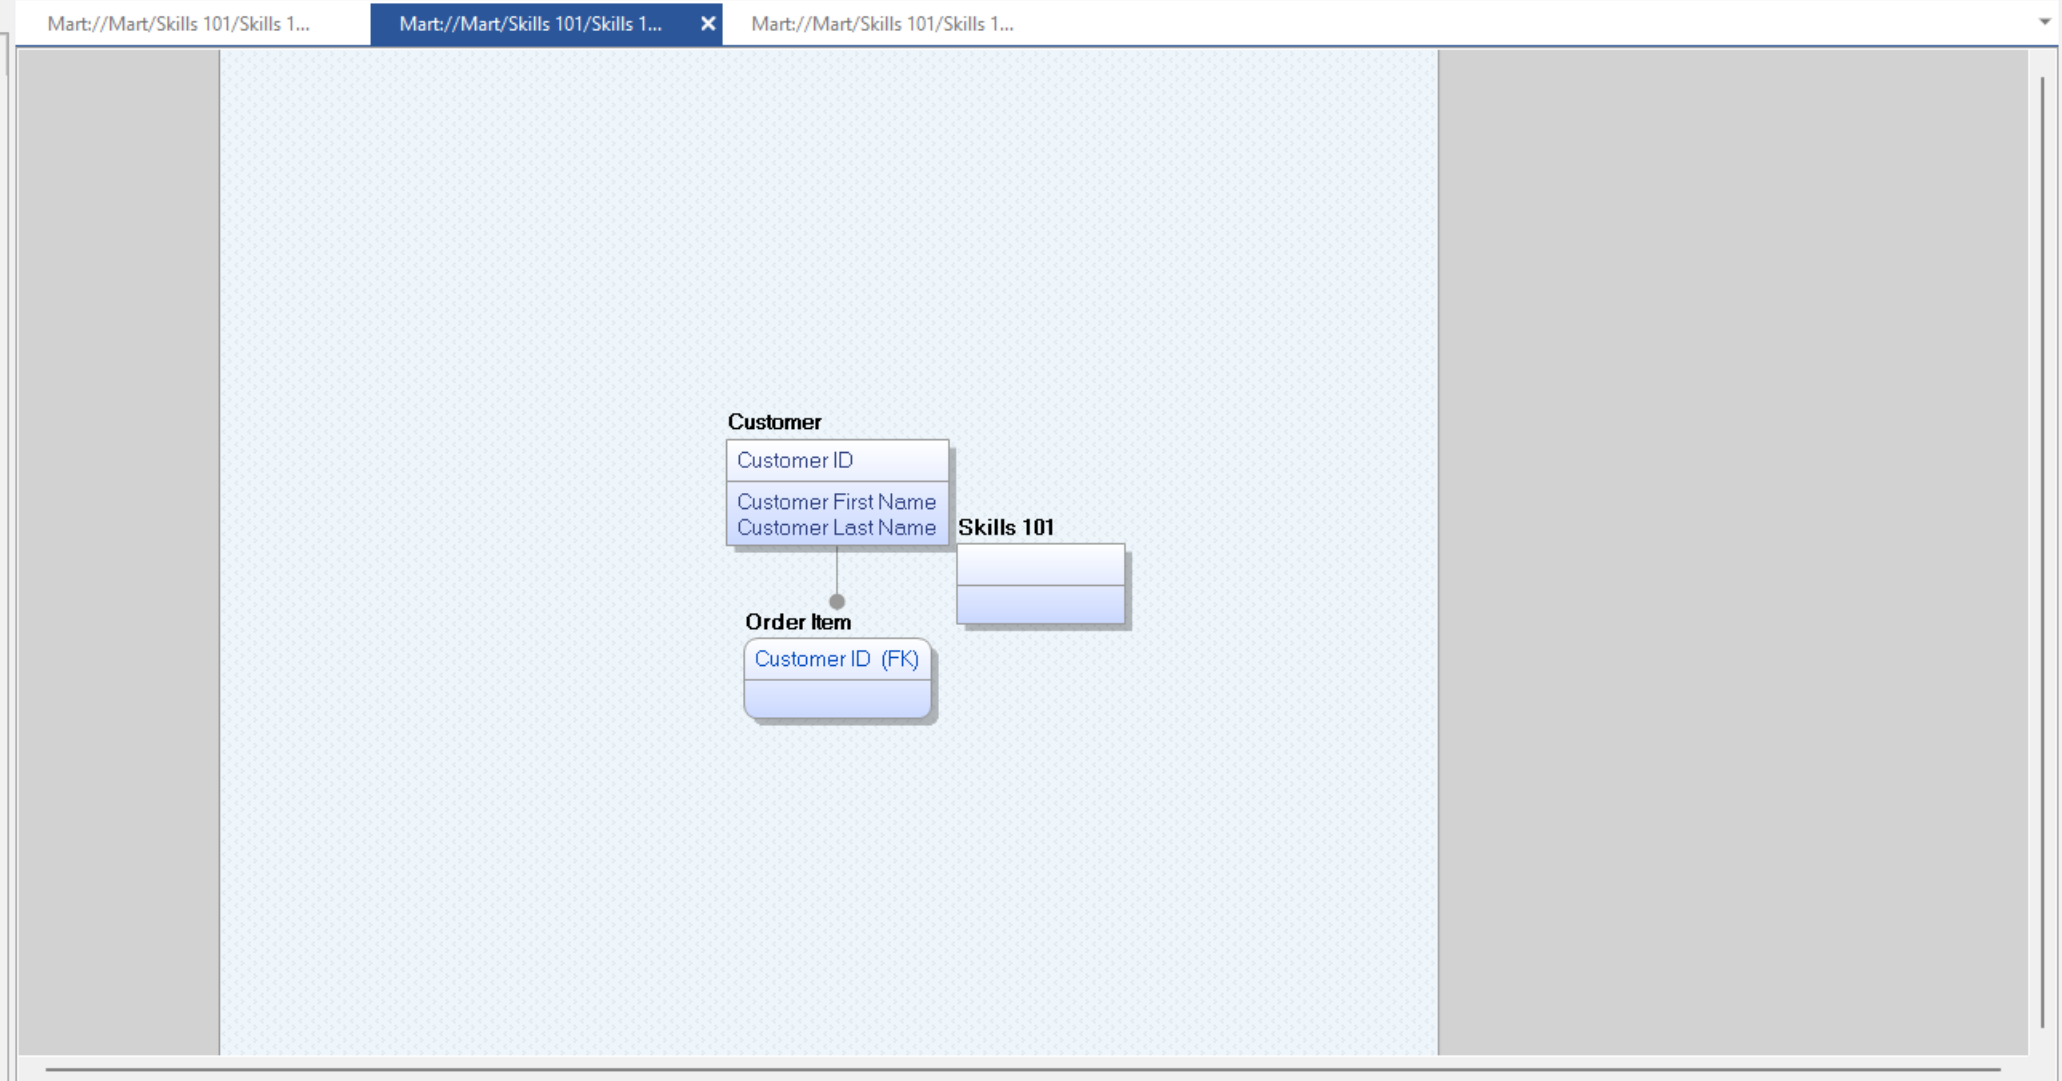 Mart://Mart/Skills 101/Skills 1...
Mart://Mart/Skills 101/Skills 1...
Mart://Mart/Skills 101/Skills 1...
Customer
Customer ID
Customer First Name
Customer Last Name
Skills 101
Order Item
Customer ID (FK)